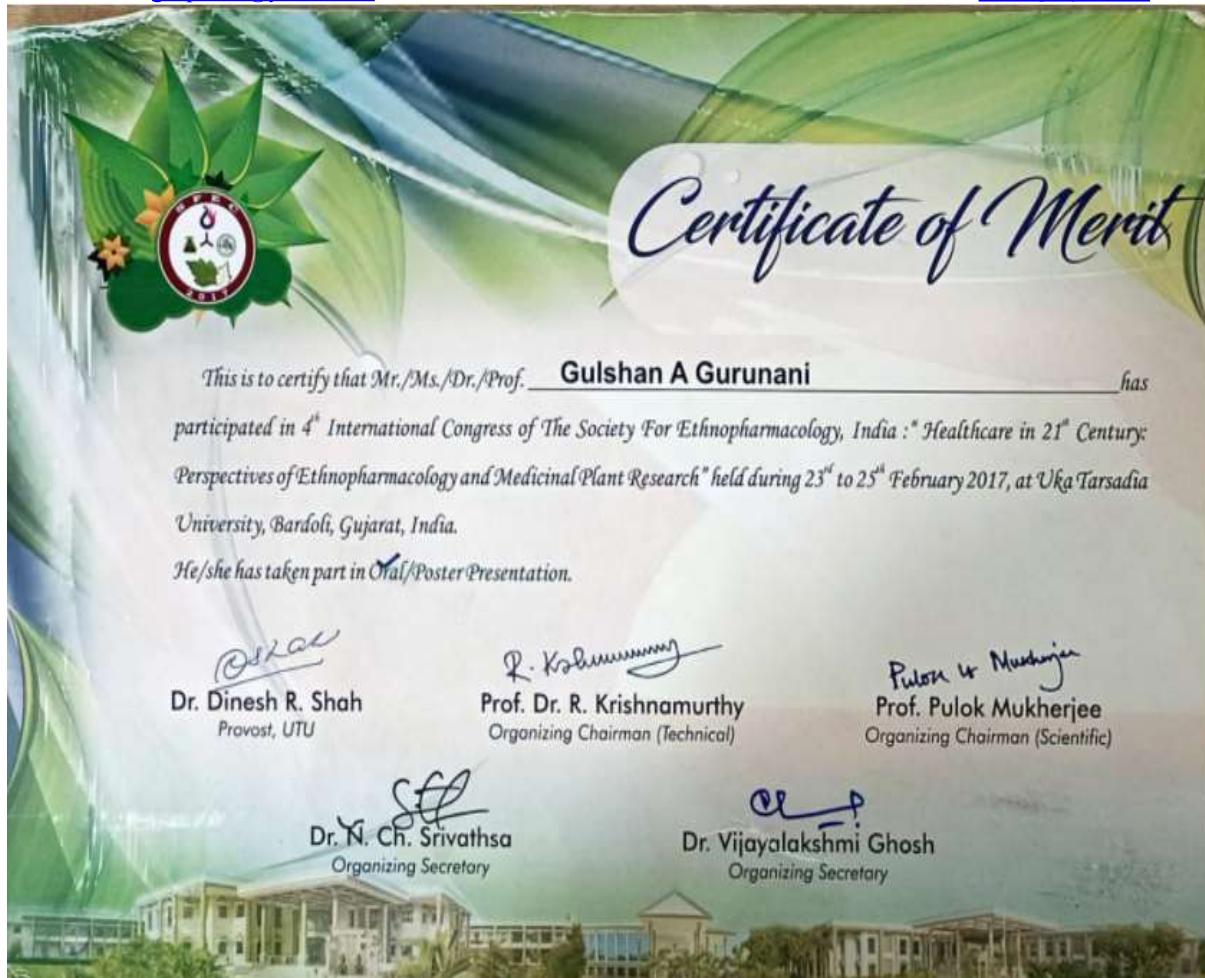 SFEC
2017
Certificate of Merit
This is to certify that Mr./Ms./Dr./Prof. Gulshan A Gurunani has
participated in 4th International Congress of The Society For Ethnopharmacology, India :" Healthcare in 21st Century:
Perspectives of Ethnopharmacology and Medicinal Plant Research" held during 23rd to 25th February 2017, at Uka Tarsadia
University, Bardoli, Gujarat, India.
He/she has taken part in Oral/Poster Presentation.
Dr. Dinesh R. Shah
Provost, UTU
Prof. Dr. R. Krishnamurthy
Organizing Chairman (Technical)
Pulok K Mukherjee
Prof. Pulok Mukherjee
Organizing Chairman (Scientific)
Dr. N. Ch. Srivathsa
Organizing Secretary
Dr. Vijayalakshmi Ghosh
Organizing Secretary